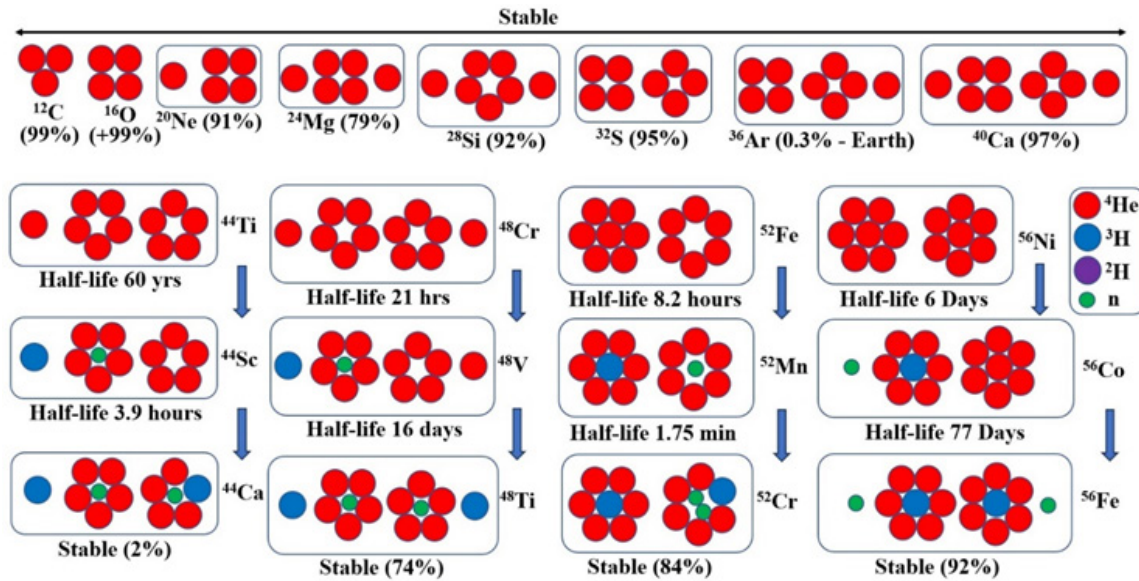 Stable
¹²C
(99%)
¹⁶O
(+99%)
²⁰Ne (91%)
²⁴Mg (79%)
²⁸Si (92%)
³²S (95%)
³⁶Ar (0.3% - Earth)
⁴⁰Ca (97%)
⁴⁴Ti
Half-life 60 yrs
⁴⁸Cr
Half-life 21 hrs
⁵²Fe
Half-life 8.2 hours
⁵⁶Ni
Half-life 6 Days
⁴He
³H
²H
n
⁴⁴Sc
Half-life 3.9 hours
⁴⁸V
Half-life 16 days
⁵²Mn
Half-life 1.75 min
⁵⁶Co
Half-life 77 Days
⁴⁴Ca
Stable (2%)
⁴⁸Ti
Stable (74%)
⁵²Cr
Stable (84%)
⁵⁶Fe
Stable (92%)